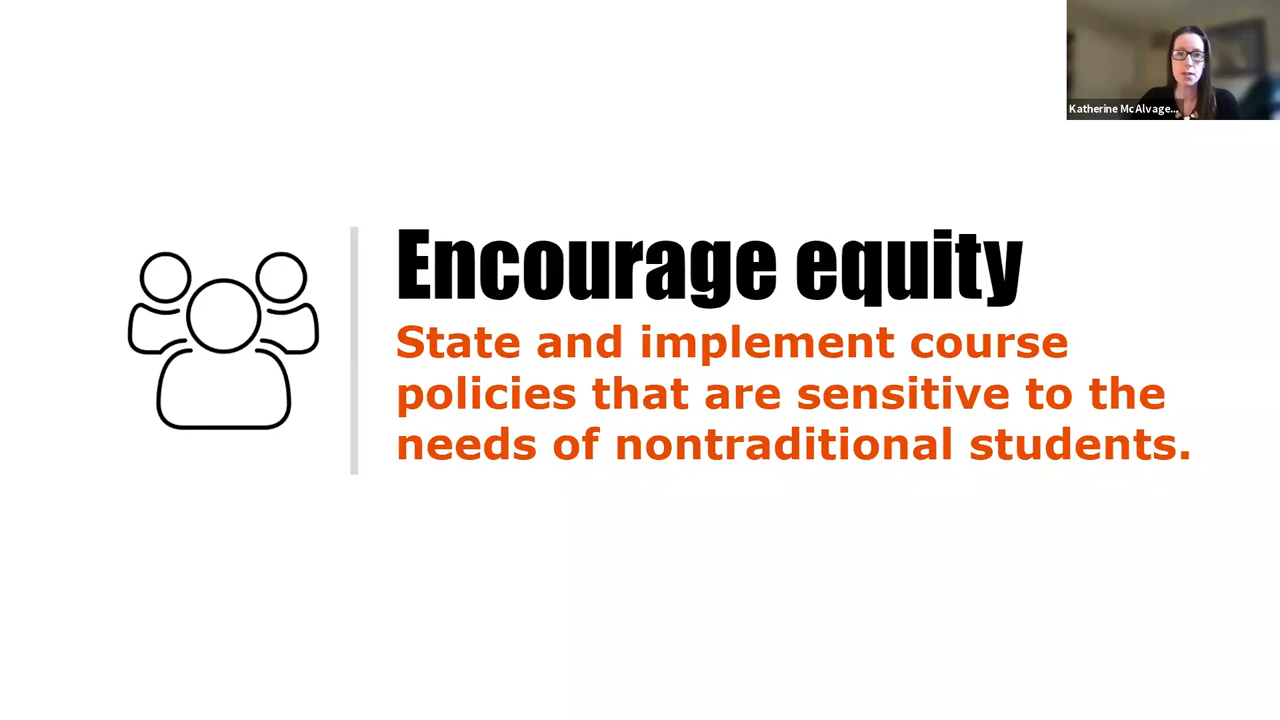 Katherine McAlvage...
Encourage equity
State and implement course
policies that are sensitive to the
needs of nontraditional students.